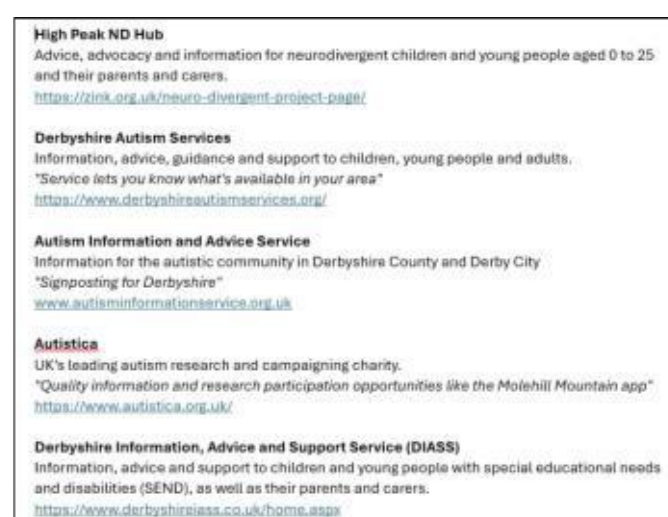 High Peak ND Hub
Advice, advocacy and information for neurodivergent children and young people aged 0 to 25
and their parents and carers.
https://zink.org.uk/neuro-divergent-project-page/
Derbyshire Autism Services
Information, advice, guidance and support to children, young people and adults.
"Service lets you know what's available in your area"
https://www.derbyshireautismservices.org/
Autism Information and Advice Service
Information for the autistic community in Derbyshire County and Derby City
"Signposting for Derbyshire"
www.autisminformationservice.org.uk
Autistica
UK's leading autism research and campaigning charity.
"Quality information and research participation opportunities like the Molehill Mountain app"
https://www.autistica.org.uk/
Derbyshire Information, Advice and Support Service (DIASS)
Information, advice and support to children and young people with special educational needs
and disabilities (SEND), as well as their parents and carers.
https://www.derbyshireiass.co.uk/home.aspx